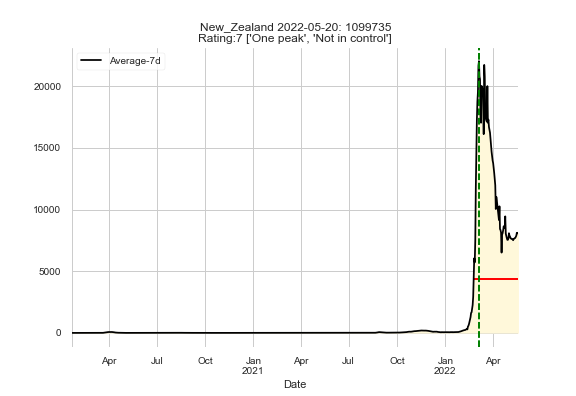 New_Zealand 2022-05-20: 1099735
Rating:7 ['One peak', 'Not in control']
Average-7d
20000
15000
10000
5000
0
Apr Jul Oct Jan Apr Jul Oct Jan Apr
2021 2022
Date